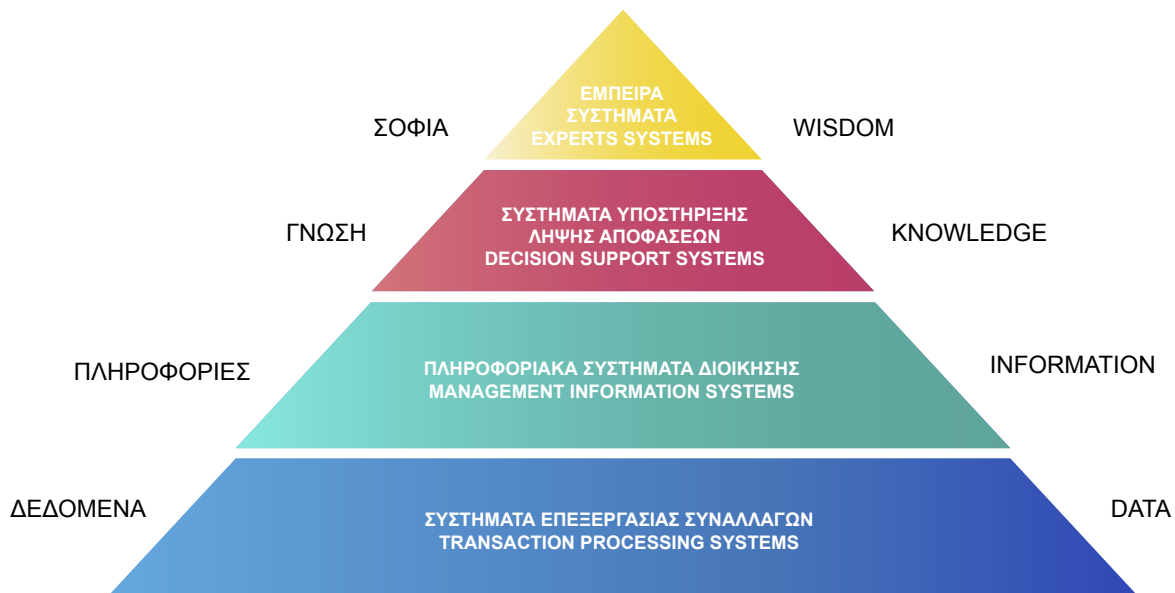 ΕΜΠΕΙΡΑ
ΣΥΣΤΗΜΑΤΑ
EXPERTS SYSTEMS
ΣΟΦΙΑ
WISDOM
ΣΥΣΤΗΜΑΤΑ ΥΠΟΣΤΗΡΙΞΗΣ
ΛΗΨΗΣ ΑΠΟΦΑΣΕΩΝ
DECISION SUPPORT SYSTEMS
ΓΝΩΣΗ
KNOWLEDGE
ΠΛΗΡΟΦΟΡΙΕΣ
ΠΛΗΡΟΦΟΡΙΑΚΑ ΣΥΣΤΗΜΑΤΑ ΔΙΟΙΚΗΣΗΣ
MANAGEMENT INFORMATION SYSTEMS
INFORMATION
ΔΕΔΟΜΕΝΑ
ΣΥΣΤΗΜΑΤΑ ΕΠΕΞΕΡΓΑΣΙΑΣ ΣΥΝΑΛΛΑΓΩΝ
TRANSACTION PROCESSING SYSTEMS
DATA